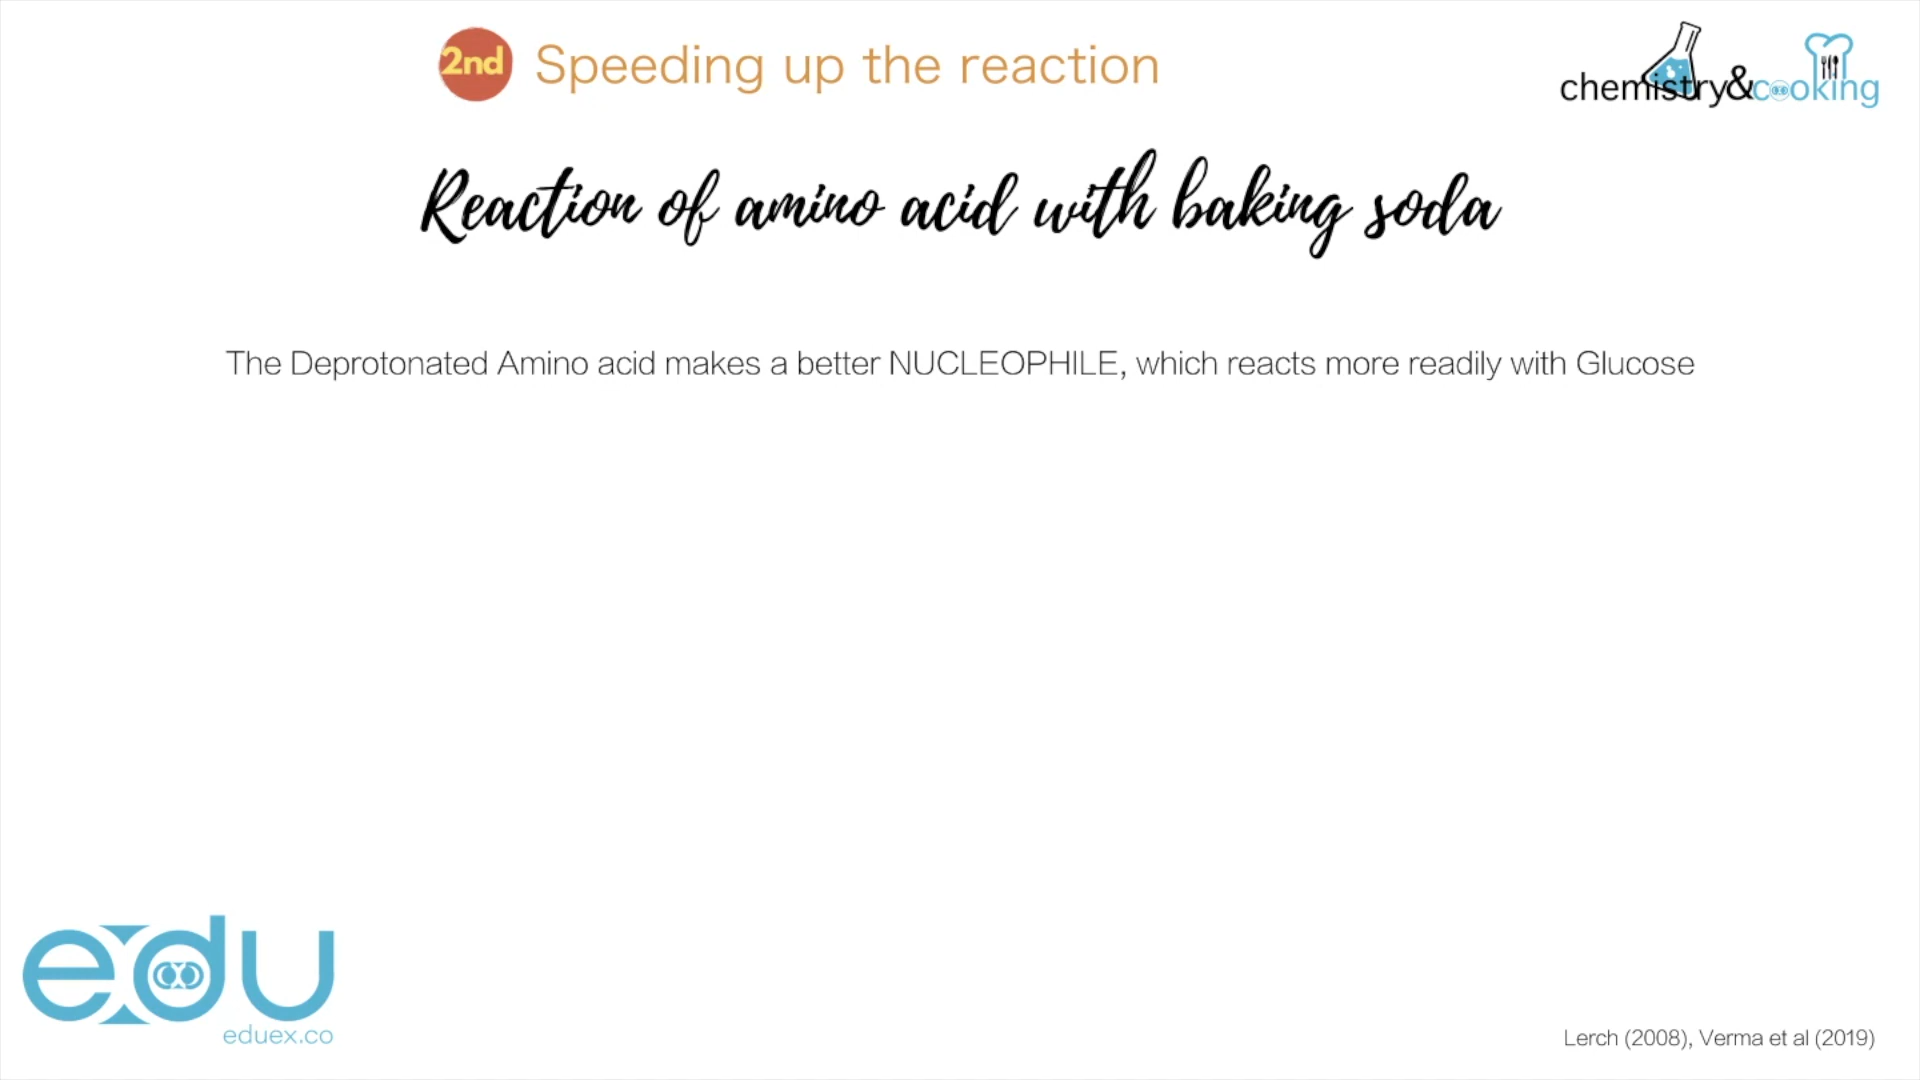 2nd Speeding up the reaction
chemistry&cooking
Reaction of amino acid with baking soda
The Deprotonated Amino acid makes a better NUCLEOPHILE, which reacts more readily with Glucose
edu
eduex.co
Lerch (2008), Verma et al (2019)